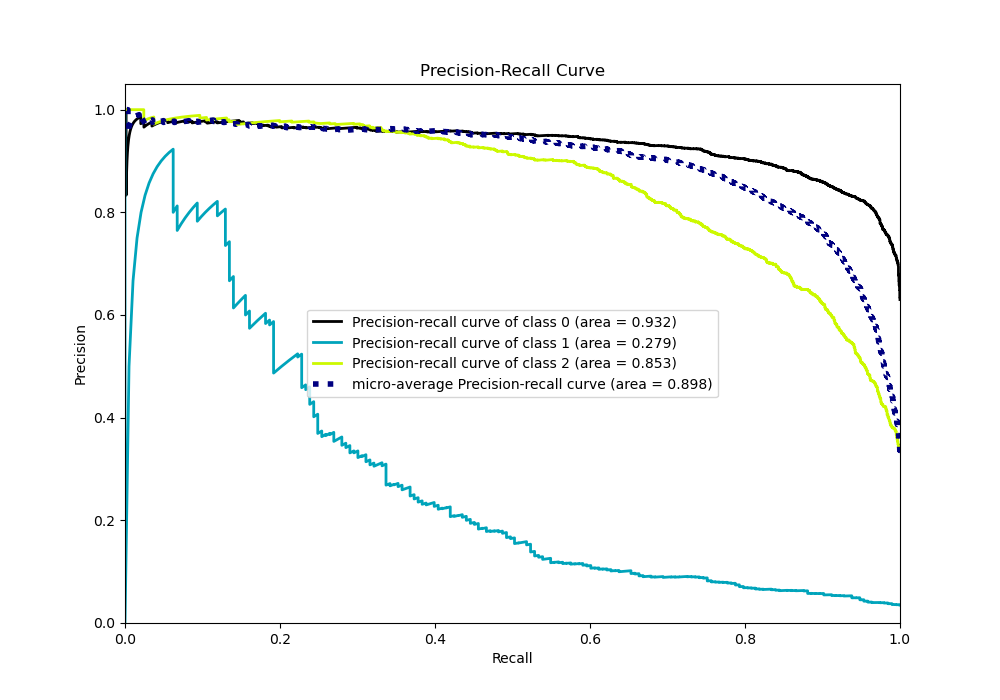 Precision-Recall Curve
1.0
0.8
0.6
0.4
0.2
0.0
Precision
Precision-recall curve of class 0 (area = 0.932)
Precision-recall curve of class 1 (area = 0.279)
Precision-recall curve of class 2 (area = 0.853)
micro-average Precision-recall curve (area = 0.898)
0.0 0.2 0.4 0.6 0.8 1.0
Recall